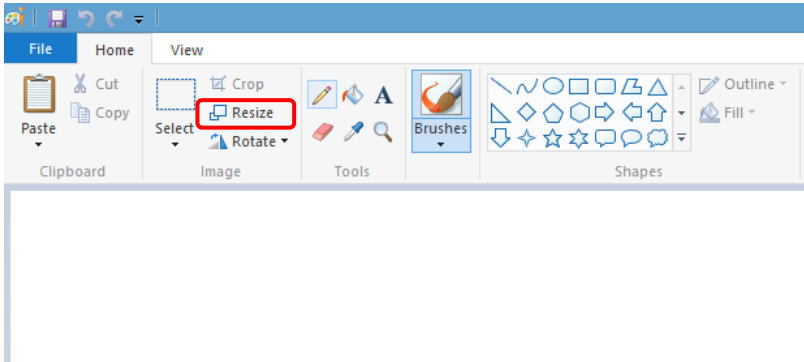 File Home View
Cut
Crop
Outline
Copy
Resize
Fill
A
Paste
Select
Rotate
Brushes
Clipboard
Image
Tools
Shapes